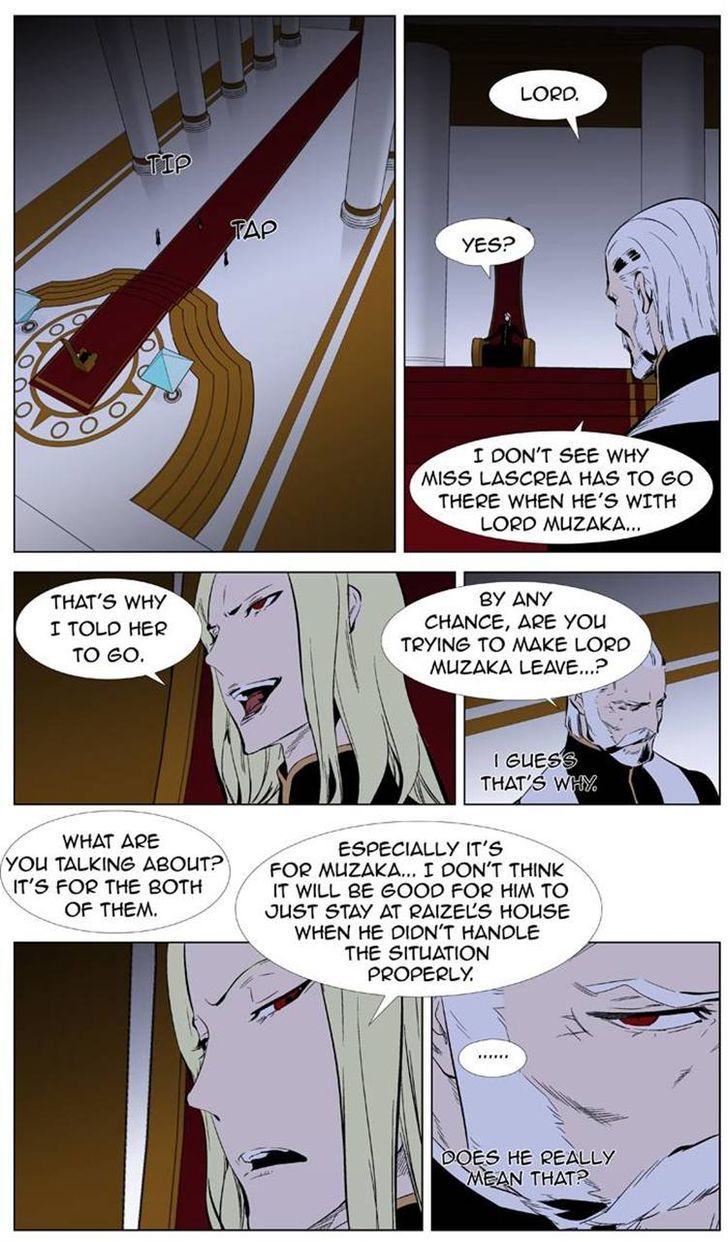 TIP
TAP
LORD.
YES?
I DON'T SEE WHY
MISS LASCREA HAS TO GO
THERE WHEN HE'S WITH
LORD MUZAKA...
THAT'S WHY
I TOLD HER
TO GO.
BY ANY
CHANCE, ARE YOU
TRYING TO MAKE LORD
MUZAKA LEAVE...?
I GUESS
THAT'S WHY.
WHAT ARE
YOU TALKING ABOUT?
IT'S FOR THE BOTH
OF THEM.
ESPECIALLY IT'S
FOR MUZAKA... I DON'T THINK
IT WILL BE GOOD FOR HIM TO
JUST STAY AT RAIZEL'S HOUSE
WHEN HE DIDN'T HANDLE
THE SITUATION
PROPERLY.
......
DOES HE REALLY
MEAN THAT?